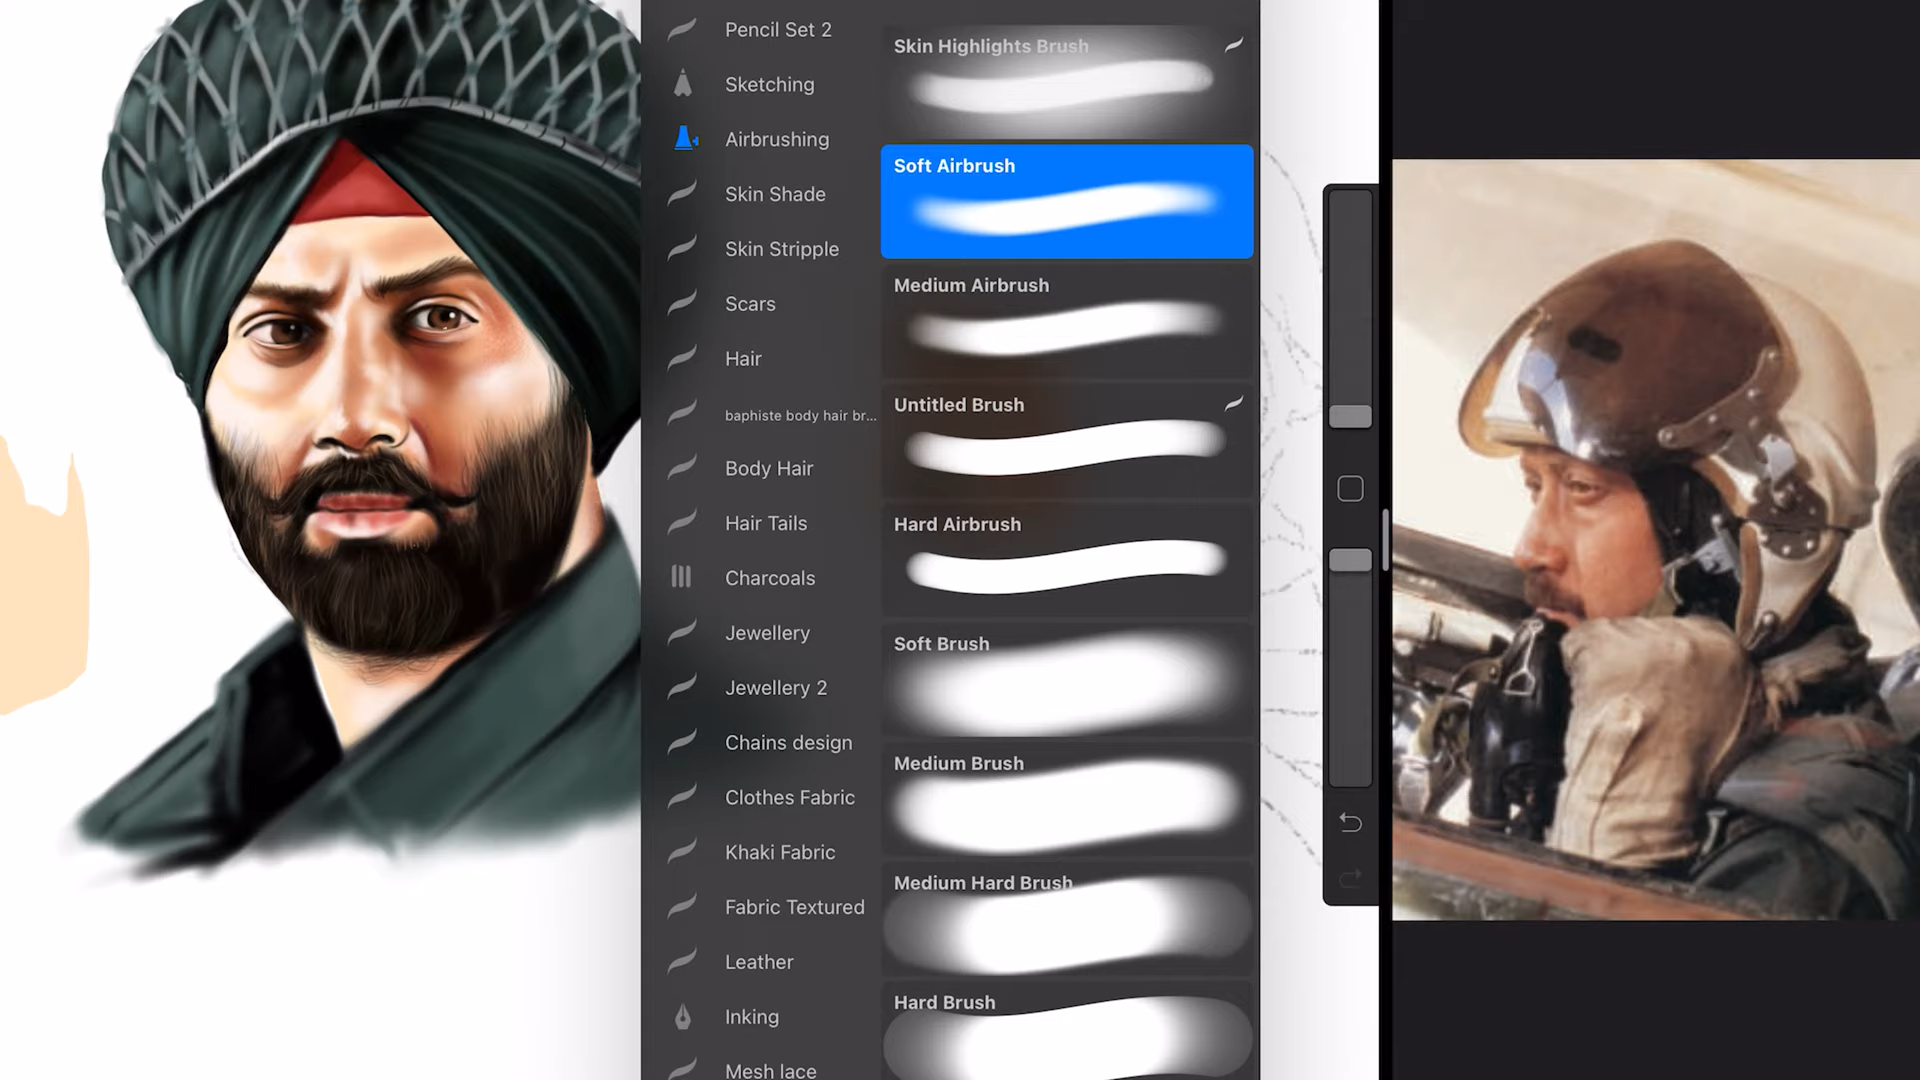 Pencil Set 2
Sketching
Airbrushing
Skin Shade
Skin Stripple
Scars
Hair
baphiste body hair br...
Body Hair
Hair Tails
Charcoals
Jewellery
Jewellery 2
Chains design
Clothes Fabric
Khaki Fabric
Fabric Textured
Leather
Inking
Mesh lace
Skin Highlights Brush
Soft Airbrush
Medium Airbrush
Untitled Brush
Hard Airbrush
Soft Brush
Medium Brush
Medium Hard Brush
Hard Brush